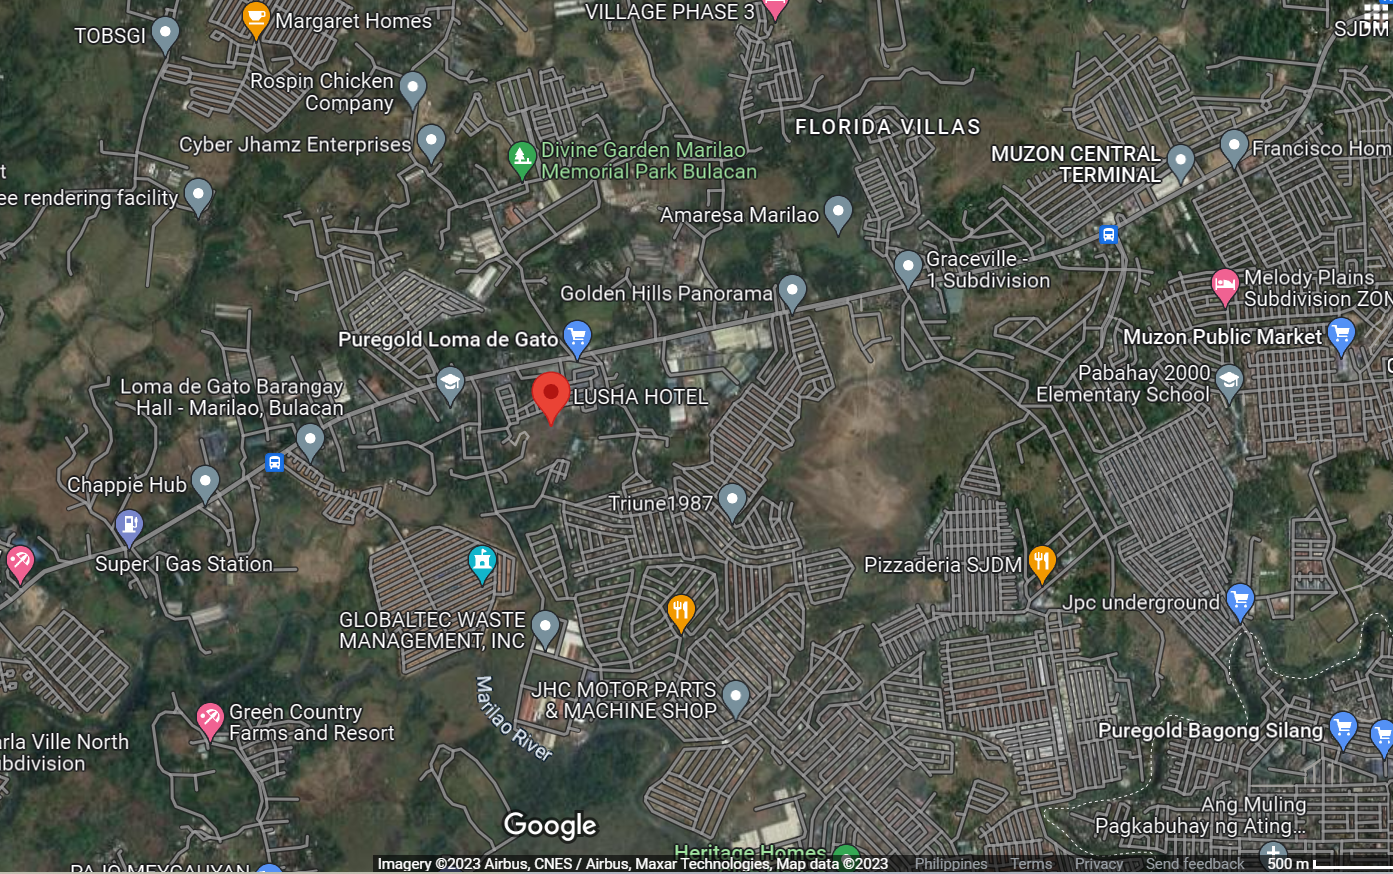 VILLAGE PHASE 3
Margaret Homes
TOBSGI
SJDM
Rospin Chicken
Company
FLORIDA VILLAS
Cyber Jhamz Enterprises
Divine Garden Marilao
Memorial Park Bulacan
MUZON CENTRAL
TERMINAL
Francisco Hom
t
ee rendering facility
Amaresa Marilao
Graceville -
1 Subdivision
Golden Hills Panorama
Melody Plains
Subdivision ZON
Puregold Loma de Gato
Muzon Public Market
Loma de Gato Barangay
Hall - Marilao, Bulacan
LUSHA HOTEL
Pabahay 2000
Elementary School
Chappie Hub
Triune1987
Super I Gas Station
Pizzaderia SJDM
Jpc underground
GLOBALTEC WASTE
MANAGEMENT, INC
Marilao River
JHC MOTOR PARTS
& MACHINE SHOP
Green Country
Farms and Resort
arla Ville North
ubdivision
Puregold Bagong Silang
Ang Muling
Pagkabuhay ng Ating...
Google
Heritage Homes
PAJO MEYCAUAYAN
Imagery ©2023 Airbus, CNES / Airbus, Maxar Technologies, Map data ©2023 Philippines Terms Privacy Send feedback 500 m